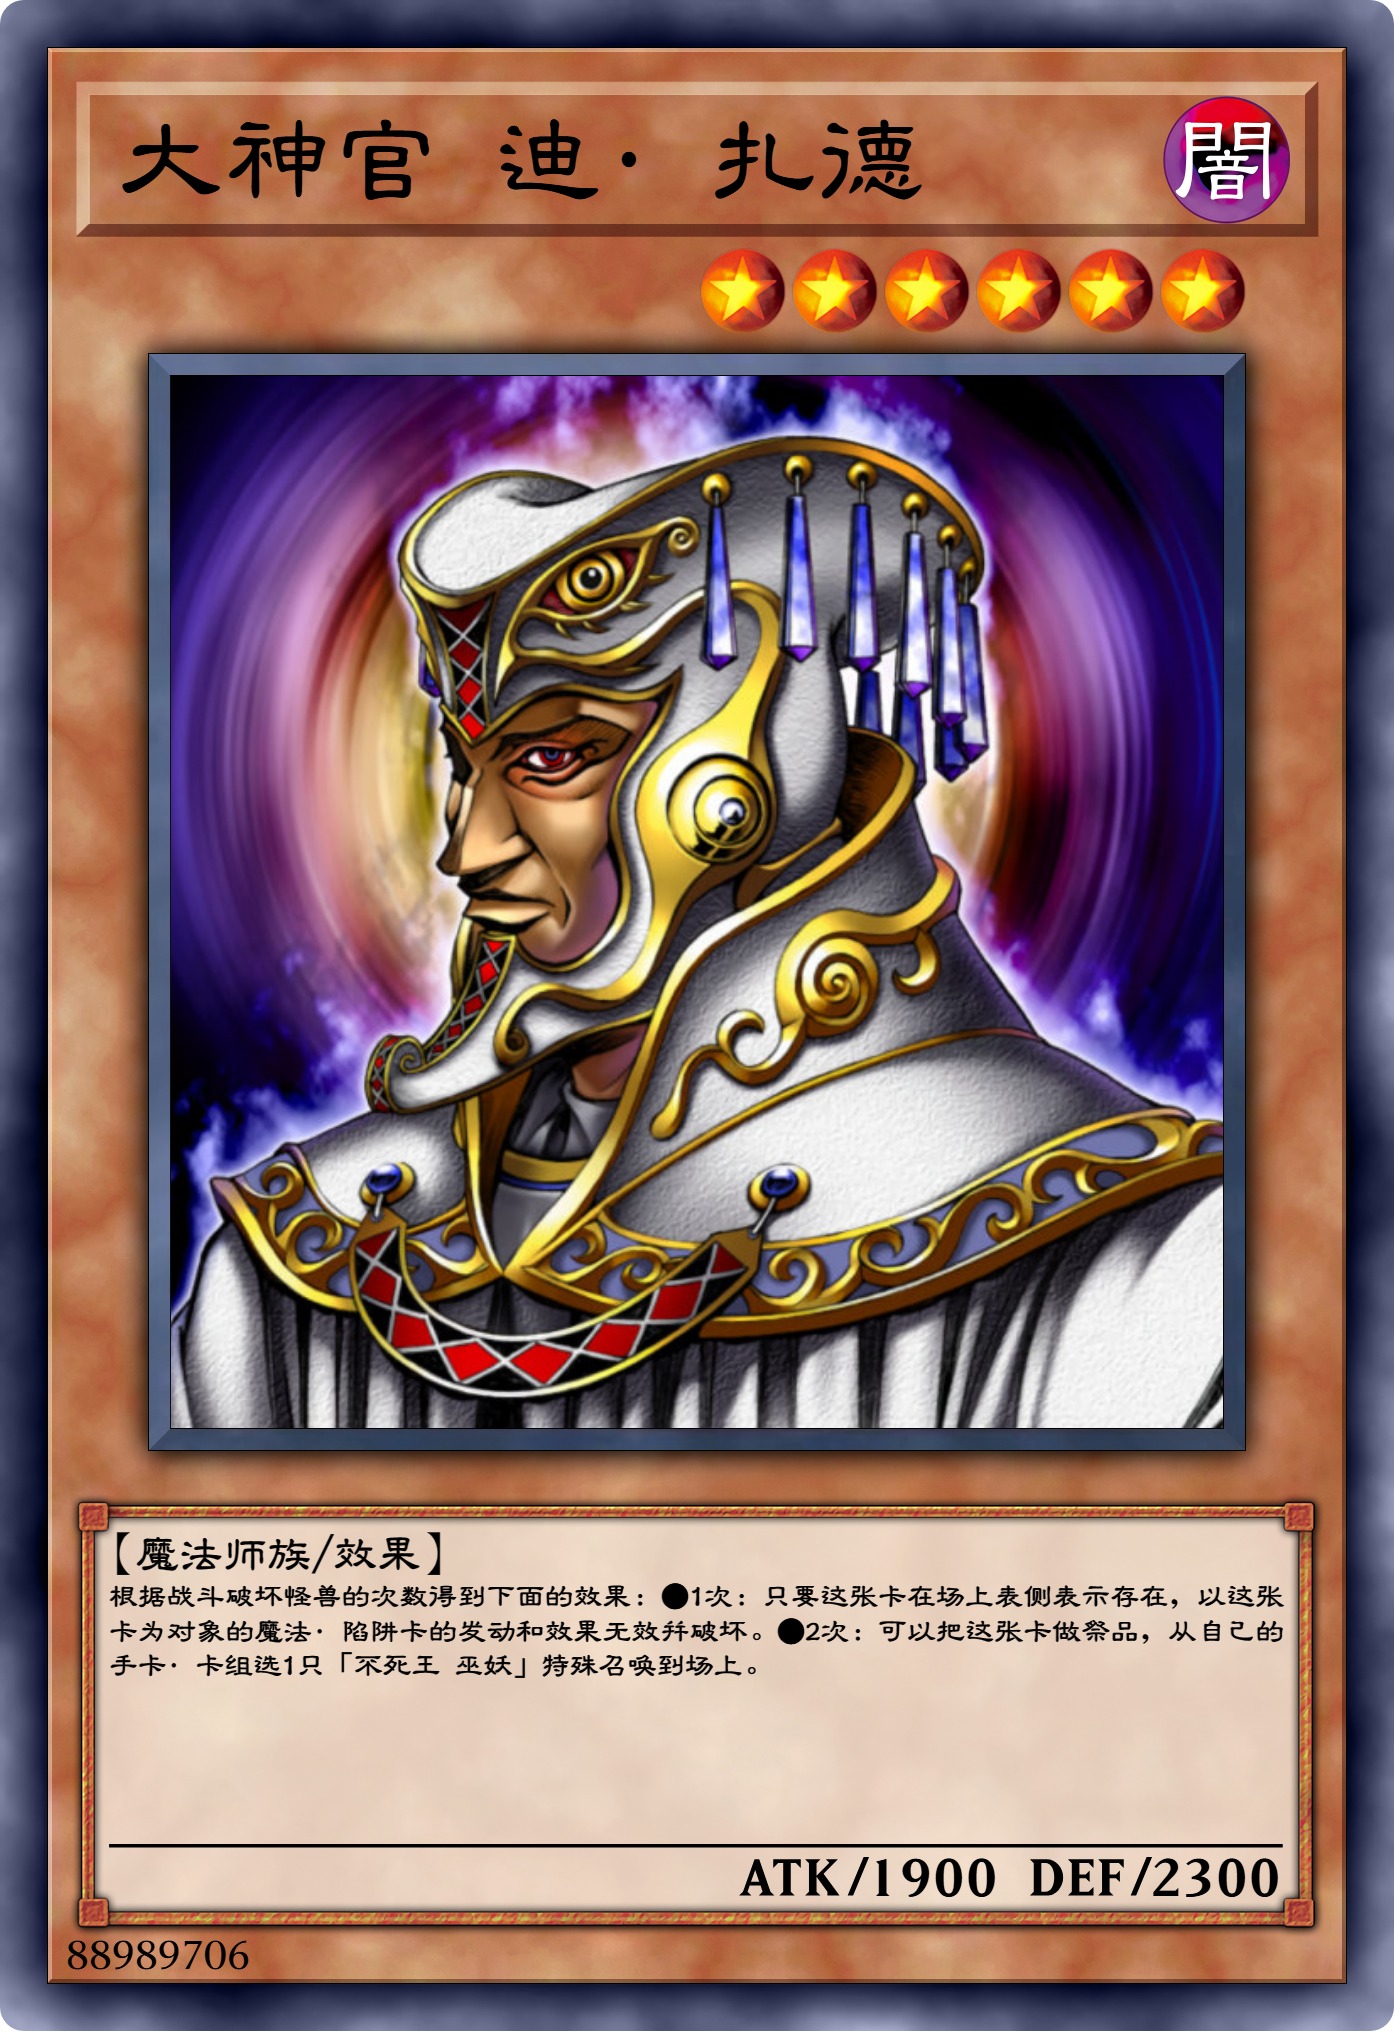 大神官 迪·扎德
闇
【魔法师族/效果】
根据战斗破坏怪兽的次数得到下面的效果：●1次：只要这张卡在场上表侧表示存在，以这张
卡为对象的魔法·陷阱卡的发动和效果无效并破坏。●2次：可以把这张卡做祭品，从自己的
手卡·卡组选1只「不死王 巫妖」特殊召唤到场上。
ATK/1900 DEF/2300
88989706